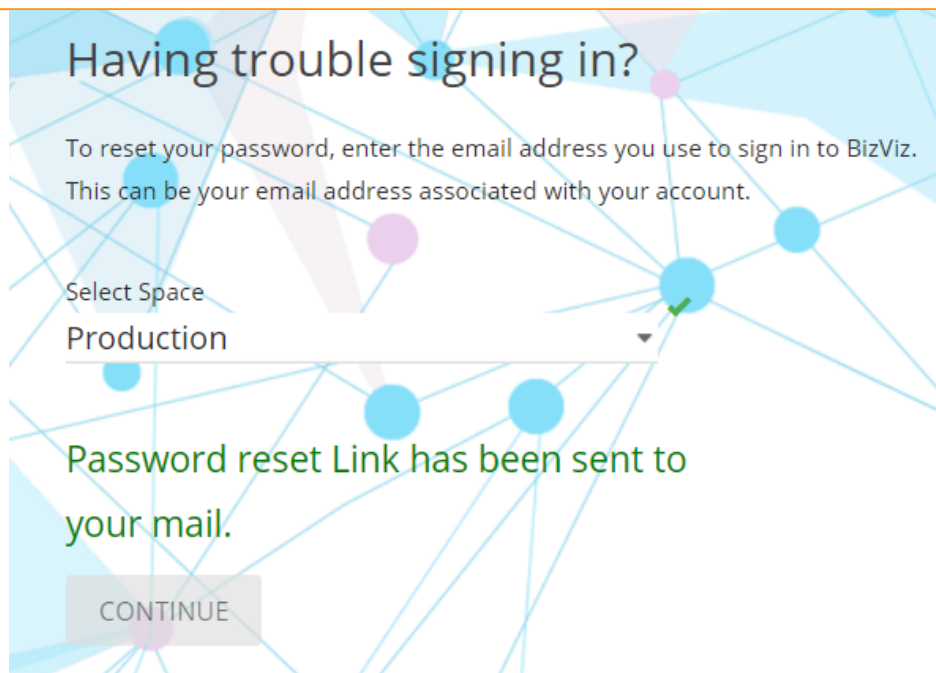 Having trouble signing in?
To reset your password, enter the email address you use to sign in to BizViz.
This can be your email address associated with your account.
Select Space
Production
Password reset Link has been sent to
your mail.
CONTINUE